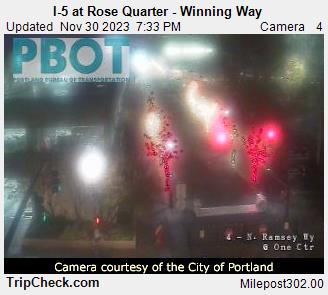 I-5 at Rose Quarter - Winning Way
Updated Nov 30 2023 7:33 PM Camera 4
PBOT
PORTLAND BUREAU OF TRANSPORTATION
4 - N. Ramsey Wy
@ One Ctr
Camera courtesy of the City of Portland
TripCheck.com Milepost302.00